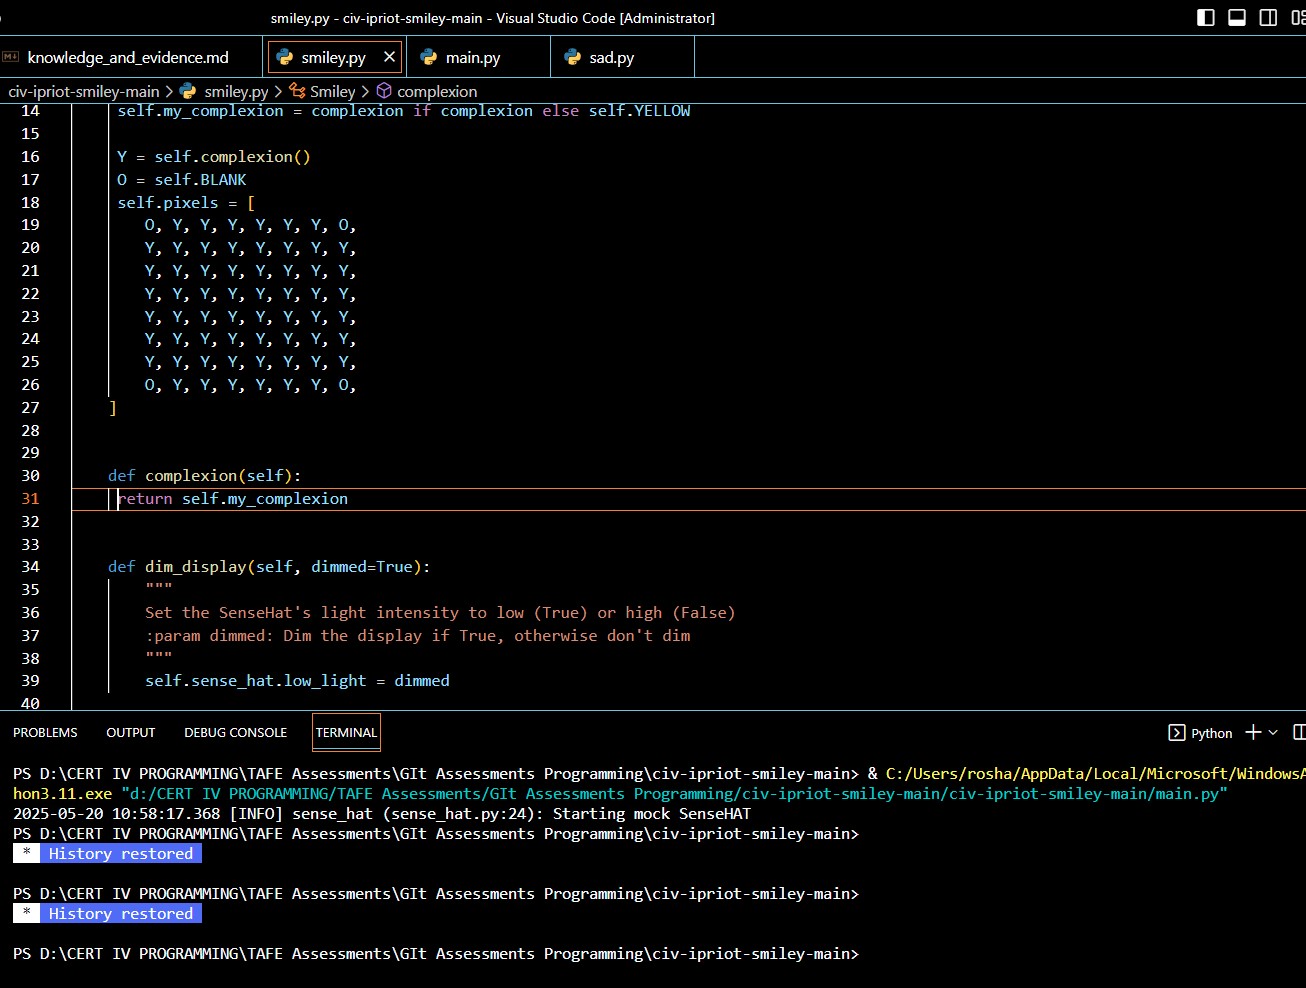 smiley.py - civ-ipriot-smiley-main - Visual Studio Code [Administrator]
knowledge_and_evidence.md smiley.py main.py sad.py
civ-ipriot-smiley-main > smiley.py > Smiley > complexion
14 self.my_complexion = complexion if complexion else self.YELLOW
15
16 Y = self.complexion()
17 O = self.BLANK
18 self.pixels = [
19 O, Y, Y, Y, Y, Y, Y, O,
20 Y, Y, Y, Y, Y, Y, Y, Y,
21 Y, Y, Y, Y, Y, Y, Y, Y,
22 Y, Y, Y, Y, Y, Y, Y, Y,
23 Y, Y, Y, Y, Y, Y, Y, Y,
24 Y, Y, Y, Y, Y, Y, Y, Y,
25 Y, Y, Y, Y, Y, Y, Y, Y,
26 O, Y, Y, Y, Y, Y, Y, O,
27 ]
28
29
30 def complexion(self):
31 return self.my_complexion
32
33
34 def dim_display(self, dimmed=True):
35 """
36 Set the SenseHat's light intensity to low (True) or high (False)
37 :param dimmed: Dim the display if True, otherwise don't dim
38 """
39 self.sense_hat.low_light = dimmed
40
PROBLEMS OUTPUT DEBUG CONSOLE TERMINAL Python
PS D:\CERT IV PROGRAMMING\TAFE Assessments\GIt Assessments Programming\civ-ipriot-smiley-main> & C:/Users/rosha/AppData/Local/Microsoft/WindowsA
hon3.11.exe "d:/CERT IV PROGRAMMING/TAFE Assessments/GIt Assessments Programming/civ-ipriot-smiley-main/civ-ipriot-smiley-main/main.py"
2025-05-20 10:58:17.368 [INFO] sense_hat (sense_hat.py:24): Starting mock SenseHAT
PS D:\CERT IV PROGRAMMING\TAFE Assessments\GIt Assessments Programming\civ-ipriot-smiley-main>
* History restored
PS D:\CERT IV PROGRAMMING\TAFE Assessments\GIt Assessments Programming\civ-ipriot-smiley-main>
* History restored
PS D:\CERT IV PROGRAMMING\TAFE Assessments\GIt Assessments Programming\civ-ipriot-smiley-main>